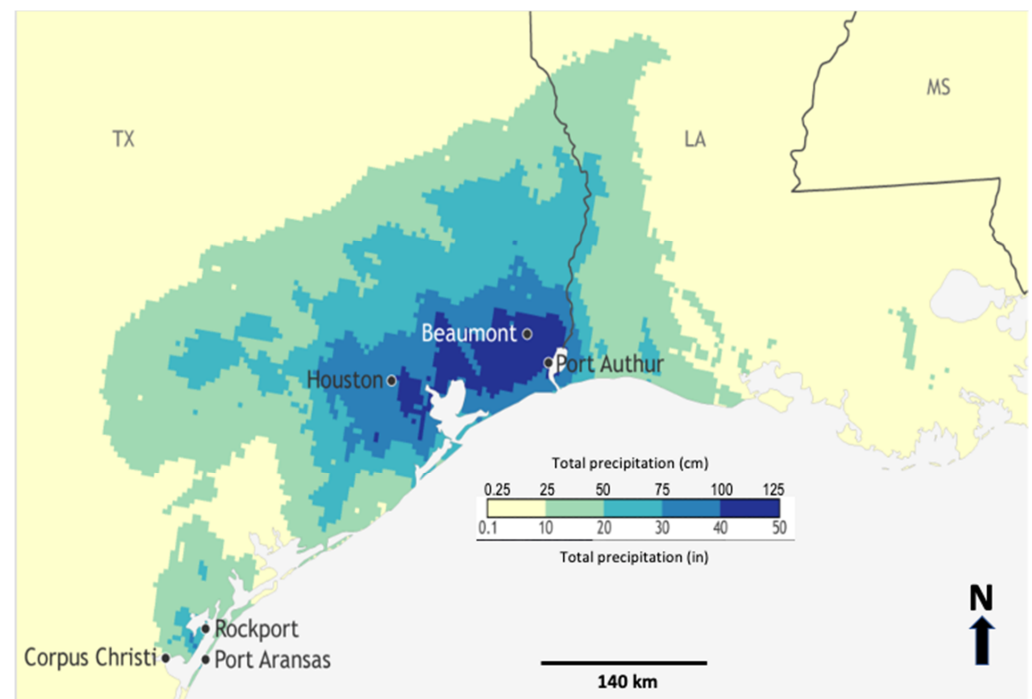 MS
TX
LA
Beaumont
Port Authur
Houston
Total precipitation (cm)
0.25 25 50 75 100 125
0.1 10 20 30 40 50
Total precipitation (in)
N
Rockport
Corpus Christi
Port Aransas
140 km